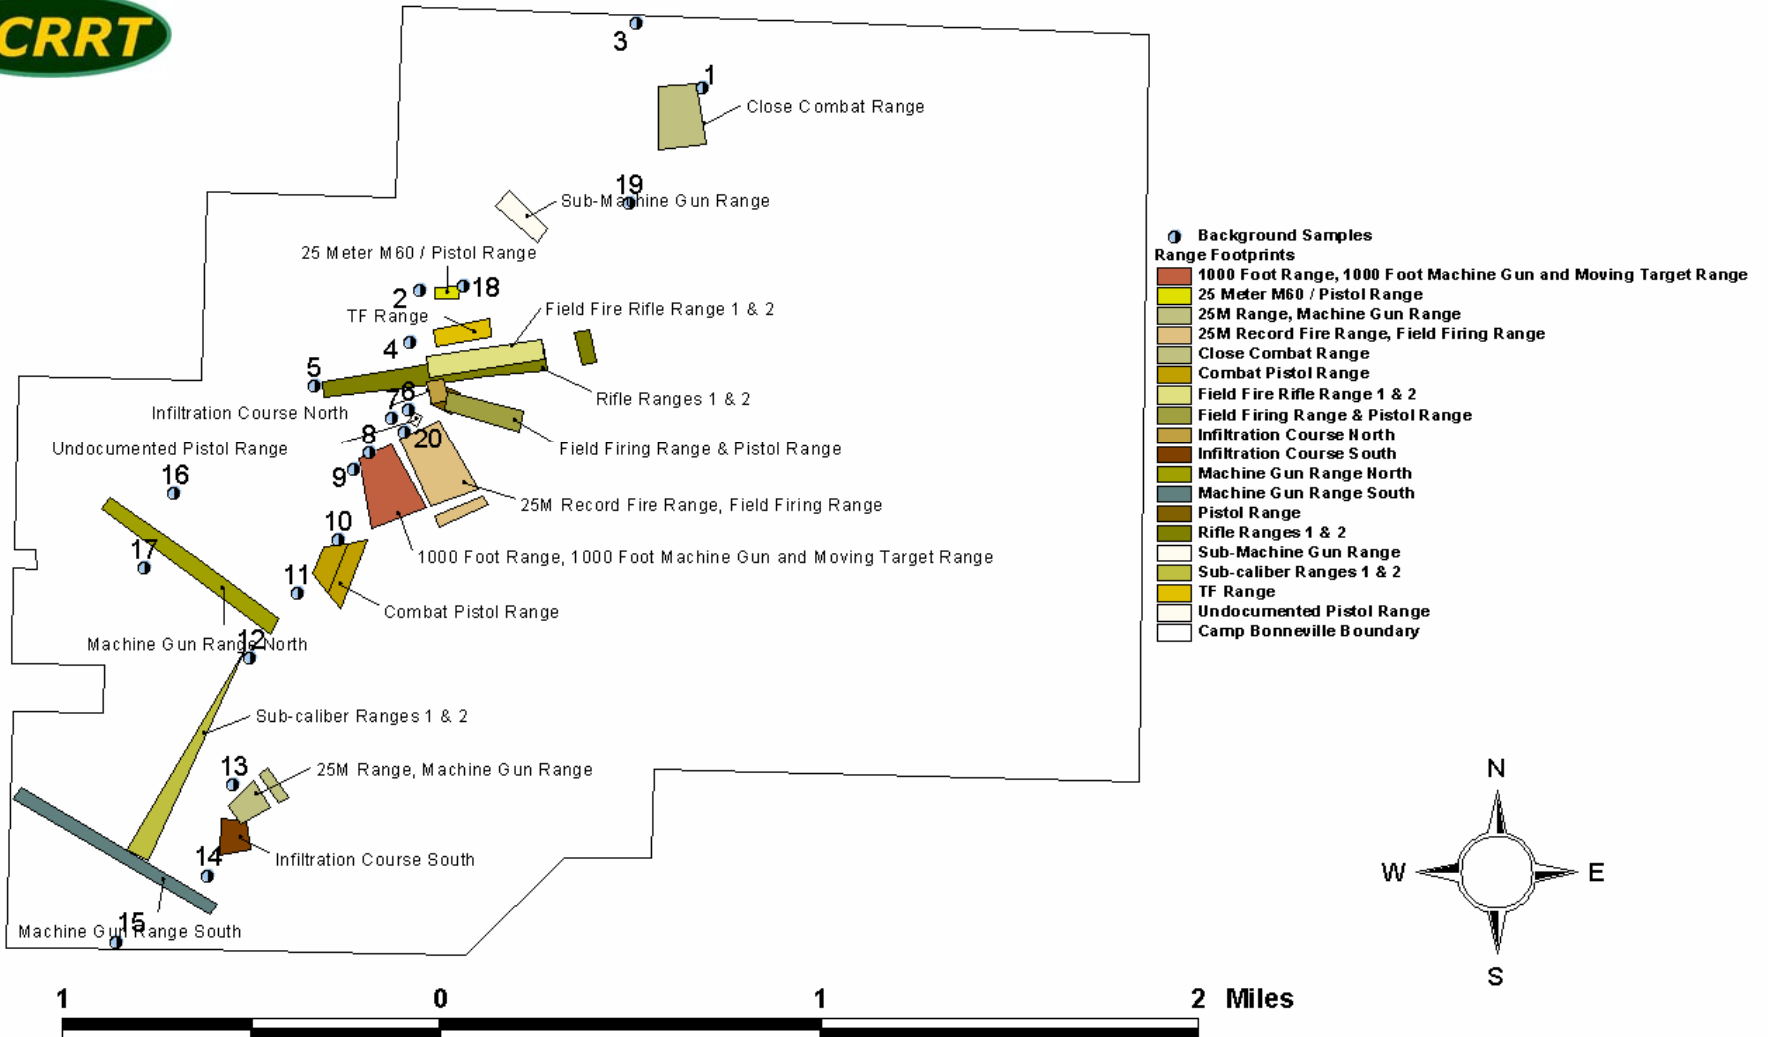 CRRT
3
1
Close Combat Range
19
Sub-Machine Gun Range
25 Meter M60 / Pistol Range
2
18
TF Range
Field Fire Rifle Range 1 & 2
4
5
Rifle Ranges 1 & 2
7
6
Infiltration Course North
Undocumented Pistol Range
8
20
Field Firing Range & Pistol Range
9
16
25M Record Fire Range, Field Firing Range
10
17
1000 Foot Range, 1000 Foot Machine Gun and Moving Target Range
11
Combat Pistol Range
12
Machine Gun Range North
Sub-caliber Ranges 1 & 2
13
25M Range, Machine Gun Range
14
Infiltration Course South
15
Machine Gun Range South
Background Samples
Range Footprints
1000 Foot Range, 1000 Foot Machine Gun and Moving Target Range
25 Meter M60 / Pistol Range
25M Range, Machine Gun Range
25M Record Fire Range, Field Firing Range
Close Combat Range
Combat Pistol Range
Field Fire Rifle Range 1 & 2
Field Firing Range & Pistol Range
Infiltration Course North
Infiltration Course South
Machine Gun Range North
Machine Gun Range South
Pistol Range
Rifle Ranges 1 & 2
Sub-Machine Gun Range
Sub-caliber Ranges 1 & 2
TF Range
Undocumented Pistol Range
Camp Bonneville Boundary
N
W E
S
1 0 1 2 Miles